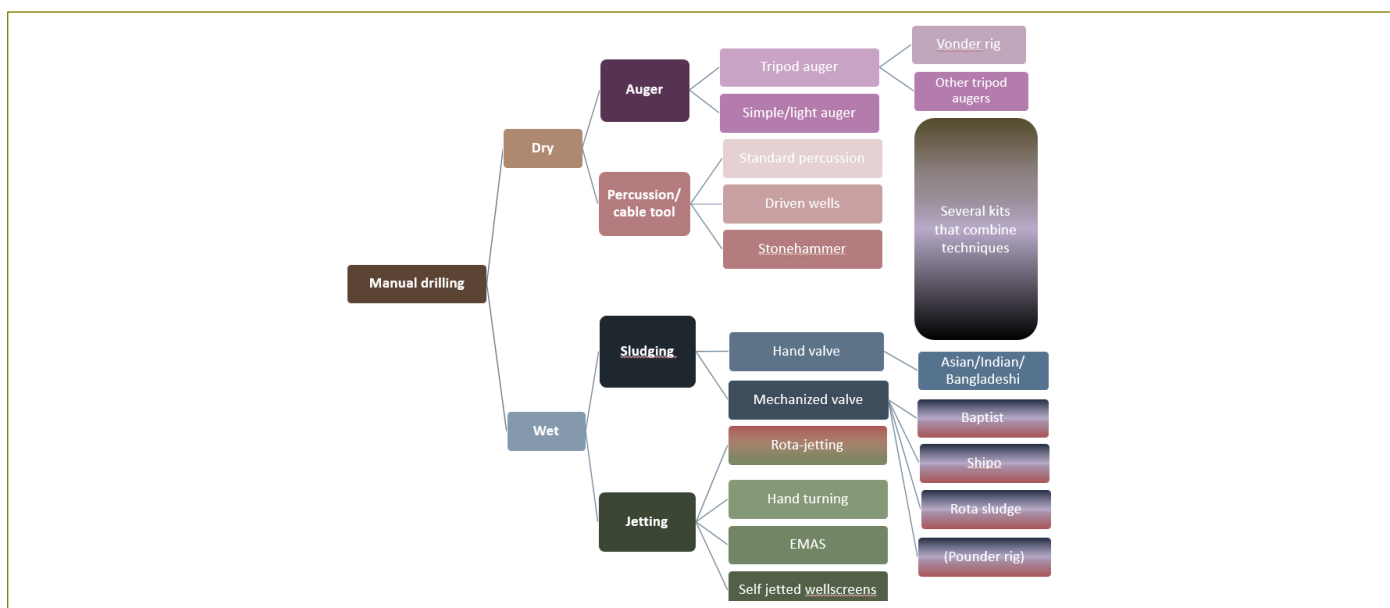 Manual drilling
Dry
Auger
Tripod auger
Vonder rig
Other tripod
augers
Simple/light auger
Percussion/
cable tool
Standard percussion
Driven wells
Stonehammer
Several kits
that combine
techniques
Wet
Sludging
Hand valve
Asian/Indian/
Bangladeshi
Mechanized valve
Baptist
Shipo
Rota sludge
(Pounder rig)
Jetting
Rota-jetting
Hand turning
EMAS
Self jetted wellscreens